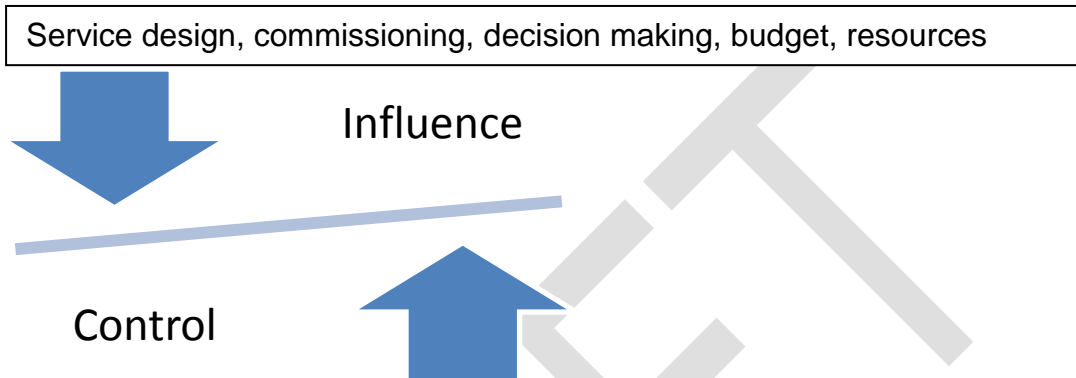 Service design, commissioning, decision making, budget, resources
Influence
Control